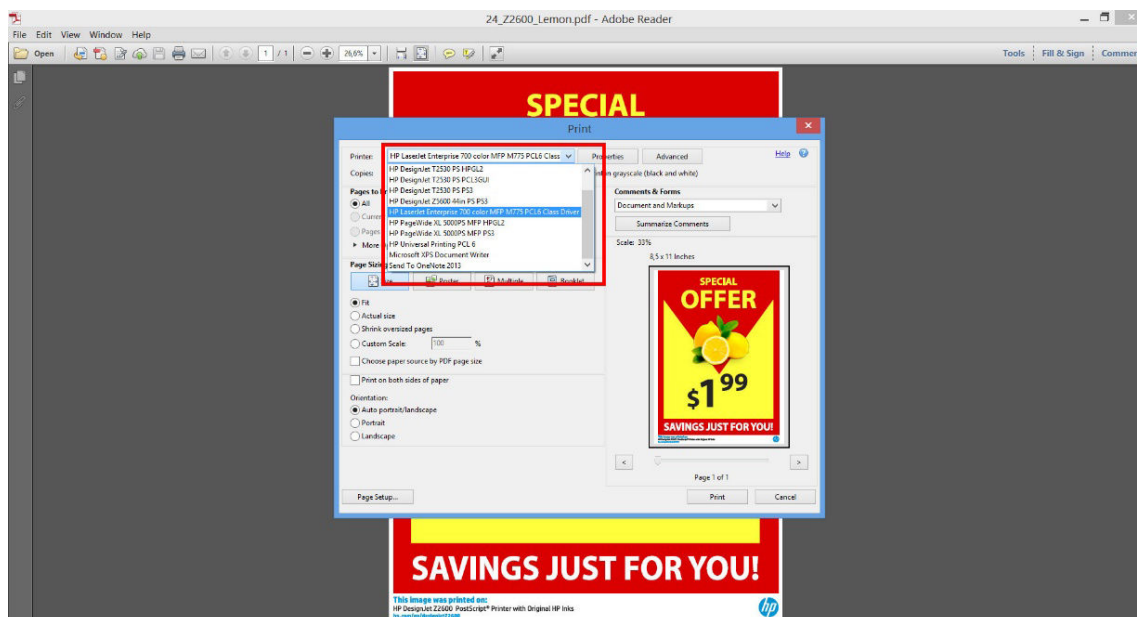 24_Z2600_Lemon.pdf - Adobe Reader
File Edit View Window Help
Open 1 / 1 26,6% Tools Fill & Sign Commen
SPECIAL
Print
Printer: HP LaserJet Enterprise 700 color MFP M775 PCL6 Class Properties Advanced Help
Copies: HP DesignJet T2530 PS HPGL2 grayscale (black and white)
HP DesignJet T2530 PS PCL3GUI
Pages to HP DesignJet T2530 PS PS3 Comments & Forms
All HP DesignJet Z5600 44in PS PS3 Document and Markups
HP LaserJet Enterprise 700 color MFP M775 PCL6 Class Driver
HP PageWide XL 5000PS MFP HPGL2 Summarize Comments
Pages HP PageWide XL 5000PS MFP PS3
More HP Universal Printing PCL 6 Scale: 33%
Microsoft XPS Document Writer 8,5 x 11 Inches
Page Sizing Send To OneNote 2013
Poster Multiple Booklet
Fit
Actual size
Shrink oversized pages
Custom Scale: 100 %
Choose paper source by PDF page size
Print on both sides of paper
Orientation:
Auto portrait/landscape
Portrait
Landscape
SPECIAL
OFFER
$1 99
SAVINGS JUST FOR YOU!
hp
< >
Page 1 of 1
Page Setup... Print Cancel
SAVINGS JUST FOR YOU!
This image was printed on:
HP DesignJet Z2600 PostScript® Printer with Original HP Inks
hp